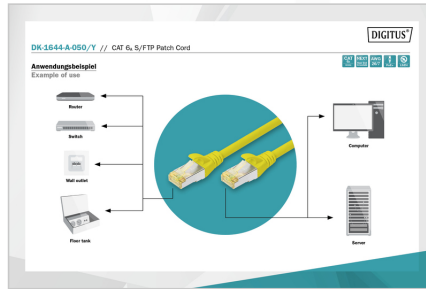 DIGITUS®
DK-1644-A-050/Y // CAT 6A S/FTP Patch Cord
Anwendungsbeispiel
Example of use
Router
Switch
Wall outlet
Floor tank
Computer
Server